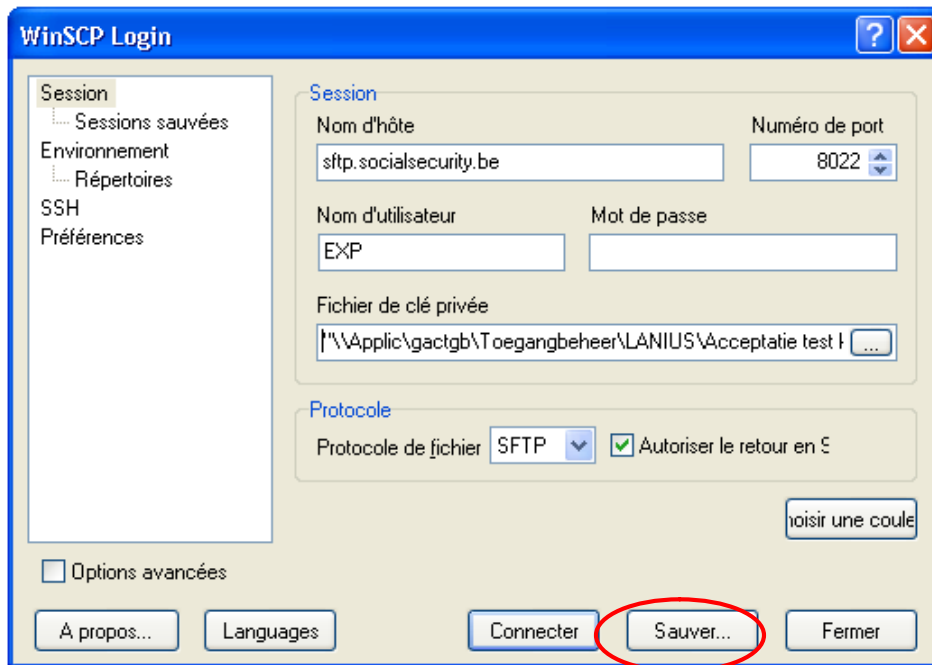 WinSCP Login
Session
Sessions sauvées
Environnement
Répertoires
SSH
Préférences
Session
Nom d'hôte
Numéro de port
sftp.socialsecurity.be
8022
Nom d'utilisateur
Mot de passe
EXP
Fichier de clé privée
"\\Applic\gactgb\Toegangbeheer\LANIUS\Acceptatie test
...
Protocole
Protocole de fichier
SFTP
Autoriser le retour en
hoisir une coule
Options avancées
A propos...
Languages
Connecter
Sauver...
Fermer